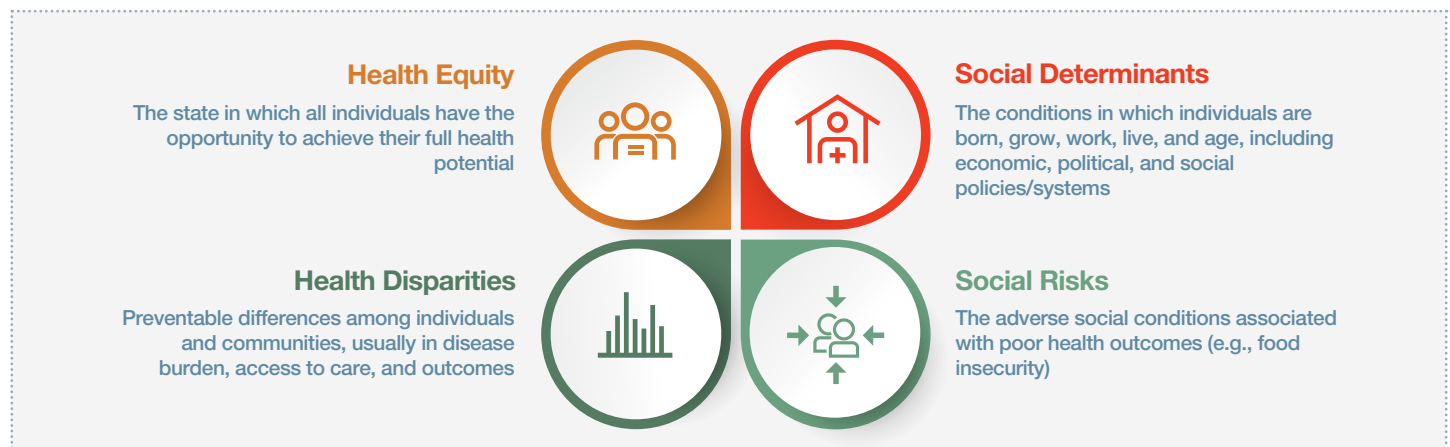 Health Equity
The state in which all individuals have the
opportunity to achieve their full health
potential
Social Determinants
The conditions in which individuals are
born, grow, work, live, and age, including
economic, political, and social
policies/systems
Health Disparities
Preventable differences among individuals
and communities, usually in disease
burden, access to care, and outcomes
Social Risks
The adverse social conditions associated
with poor health outcomes (e.g., food
insecurity)